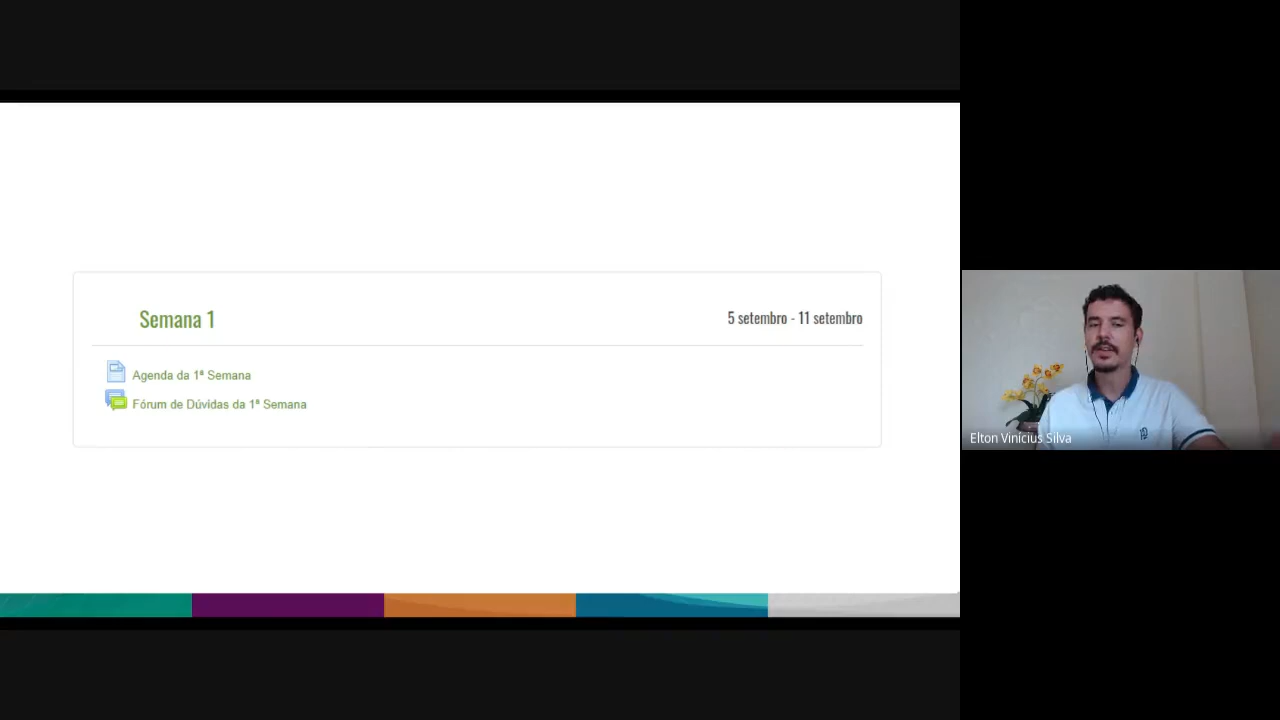 Semana 1
5 setembro - 11 setembro
Agenda da 1ª Semana
Fórum de Dúvidas da 1ª Semana
Elton Vinícius Silva